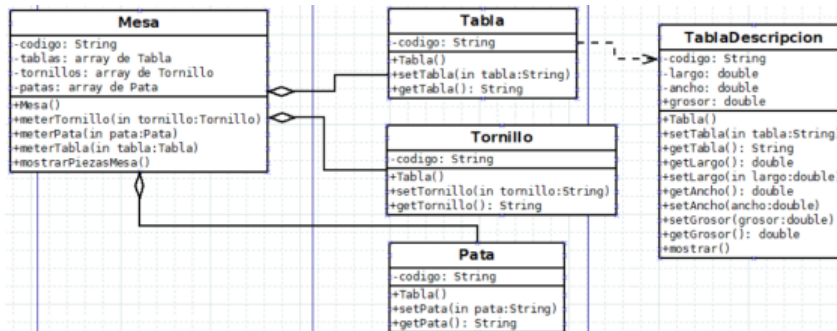 Mesa
-codigo: String
-tablas: array de Tabla
-tornillos: array de Tornillo
-patas: array de Pata
+Mesa()
+meterTornillo(in tornillo:Tornillo)
+meterPata(in pata:Pata)
+meterTabla(in tabla:Tabla)
+mostrarPiezasMesa()
Tabla
-codigo: String
+Tabla()
+setTabla(in tabla:String)
+getTabla(): String
Tornillo
-codigo: String
+Tabla()
+setTornillo(in tornillo:String)
+getTornillo(): String
Pata
-codigo: String
+Tabla()
+setPata(in pata:String)
+getPata(): String
TablaDescripcion
-codigo: String
-largo: double
-ancho: double
+grosor: double
+Tabla()
+setTabla(in tabla:String)
+getTabla(): String
+getLargo(): double
+setLargo(in largo:double)
+getAncho(): double
+setAncho(ancho:double)
+setGrosor(grosor:double)
+getGrosor(): double
+mostrar()